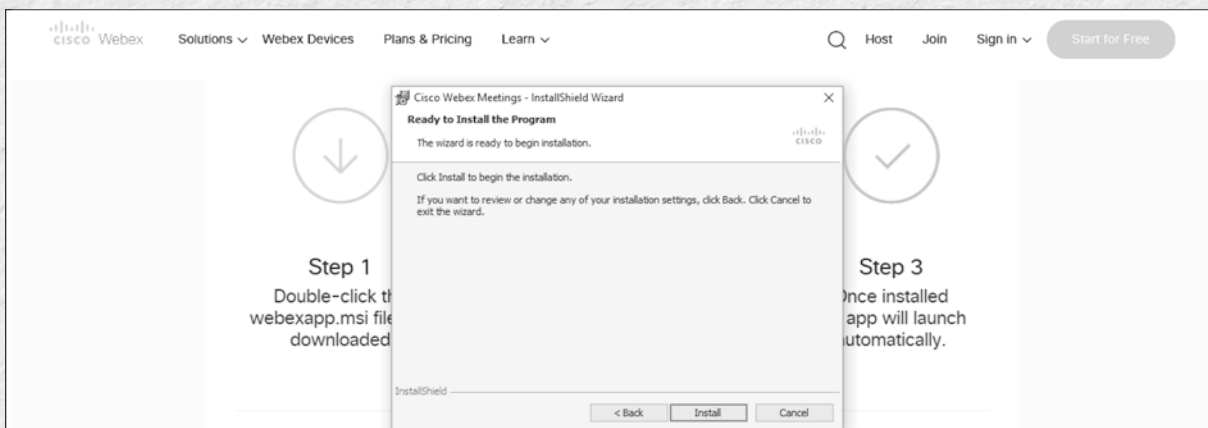 cisco Webex Solutions Webex Devices Plans & Pricing Learn Host Join Sign in Start for Free
Cisco Webex Meetings - InstallShield Wizard
Ready to Install the Program
The wizard is ready to begin installation.
cisco
Click Install to begin the installation.
If you want to review or change any of your installation settings, click Back. Click Cancel to
exit the wizard.
Step 1
Double-click th
webexapp.msi file
downloaded
Step 3
Once installed
app will launch
automatically.
InstallShield
< Back Install Cancel